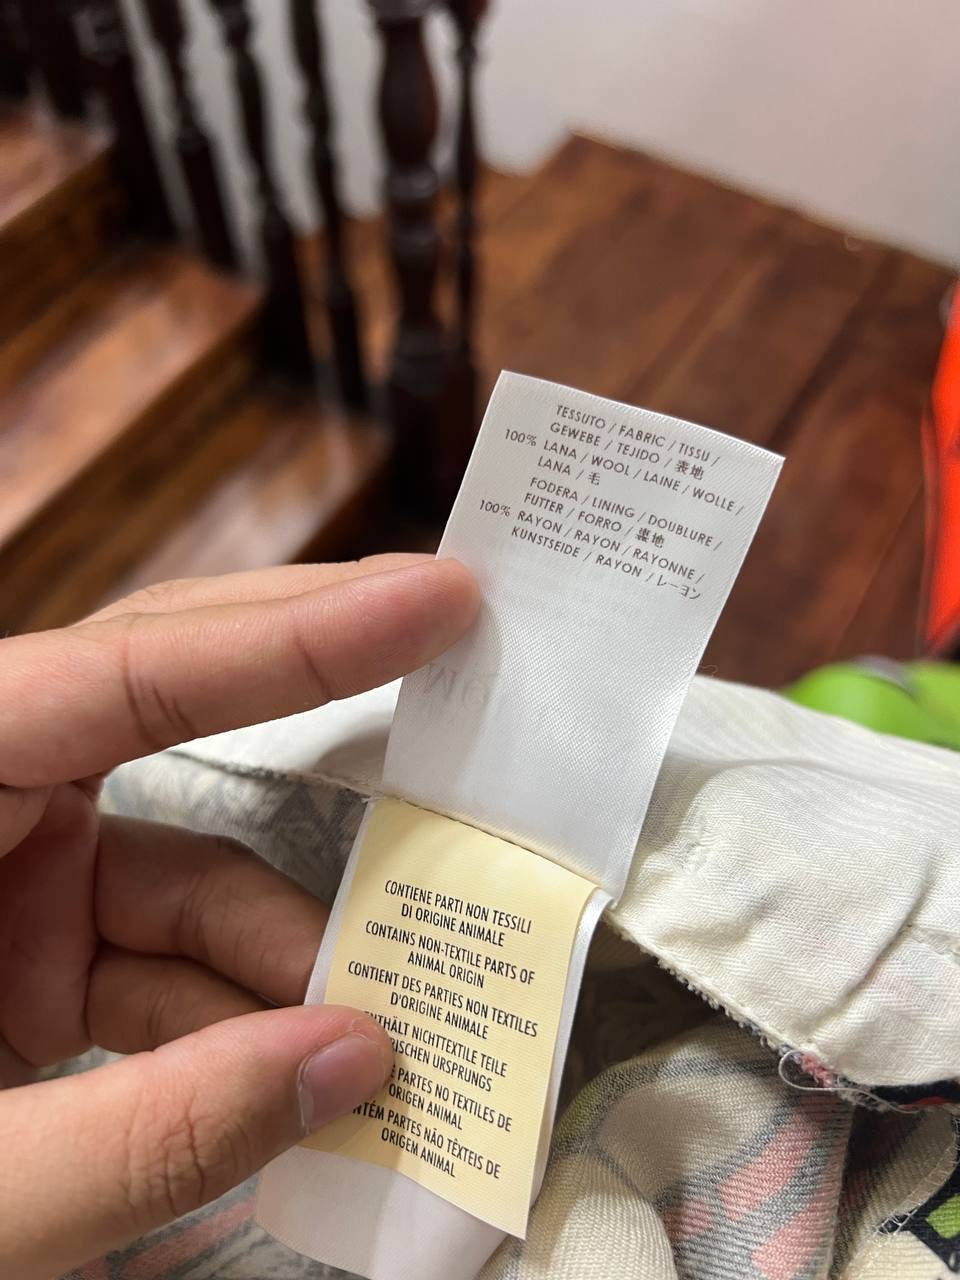 TESSUTO / FABRIC / TISSU /
GEWEBE / TEJIDO / 表地
100% LANA / WOOL / LAINE / WOLLE /
LANA / 毛
FODERA / LINING / DOUBLURE /
FUTTER / FORRO / 裏地
100% RAYON / RAYON / RAYONNE /
KUNSTSEIDE / RAYON / レーヨン
CONTIENE PARTI NON TESSILI
DI ORIGINE ANIMALE
CONTAINS NON-TEXTILE PARTS OF
ANIMAL ORIGIN
CONTIENT DES PARTIES NON TEXTILES
D'ORIGINE ANIMALE
NTHÄLT NICHTTEXTILE TEILE
RISCHEN URSPRUNGS
PARTES NO TEXTILES DE
ORIGEN ANIMAL
NTÉM PARTES NÃO TÊXTEIS DE
ORIGEM ANIMAL